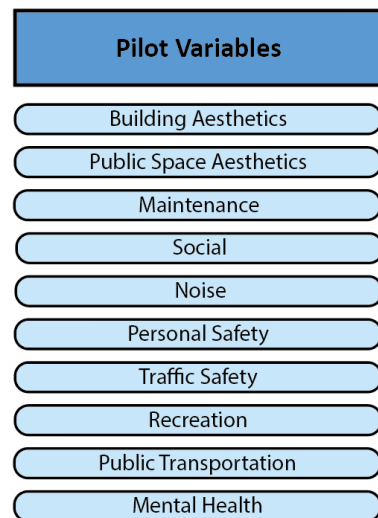 Pilot Variables
Building Aesthetics
Public Space Aesthetics
Maintenance
Social
Noise
Personal Safety
Traffic Safety
Recreation
Public Transportation
Mental Health